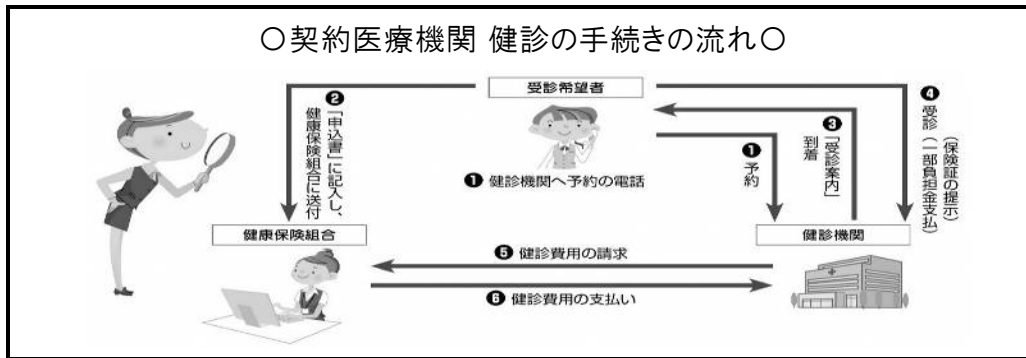 〇契約医療機関 健診の手続きの流れ〇
受診希望者
❶ 健診機関へ予約の電話
❷
「申込書」に記入し、
健康保険組合に送付
❶
予約
❸
「受診案内」
到着
❹
受診
(保険証の提示)
(一部負担金支払)
健康保険組合
健診機関
❺ 健診費用の請求
❻ 健診費用の支払い